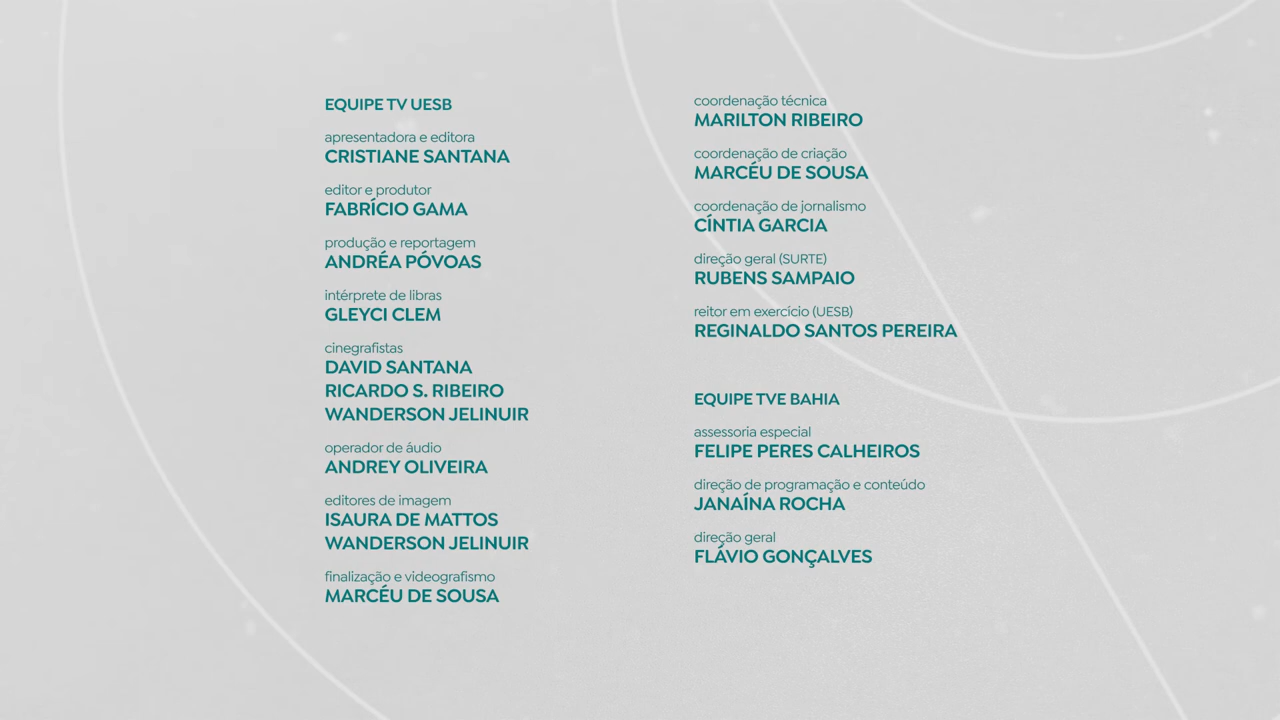 EQUIPE TV UESB
apresentadora e editora
CRISTIANE SANTANA
editor e produtor
FABRÍCIO GAMA
produção e reportagem
ANDRÉA PÓVOAS
intérprete de libras
GLEYCI CLEM
cinegrafistas
DAVID SANTANA
RICARDO S. RIBEIRO
WANDERSON JELINUIR
operador de áudio
ANDREY OLIVEIRA
editores de imagem
ISAURA DE MATTOS
WANDERSON JELINUIR
finalização e videografismo
MARCÉU DE SOUSA
coordenação técnica
MARILTON RIBEIRO
coordenação de criação
MARCÉU DE SOUSA
coordenação de jornalismo
CÍNTIA GARCIA
direção geral (SURTE)
RUBENS SAMPAIO
reitor em exercício (UESB)
REGINALDO SANTOS PEREIRA
EQUIPE TVE BAHIA
assessoria especial
FELIPE PERES CALHEIROS
direção de programação e conteúdo
JANAÍNA ROCHA
direção geral
FLÁVIO GONÇALVES